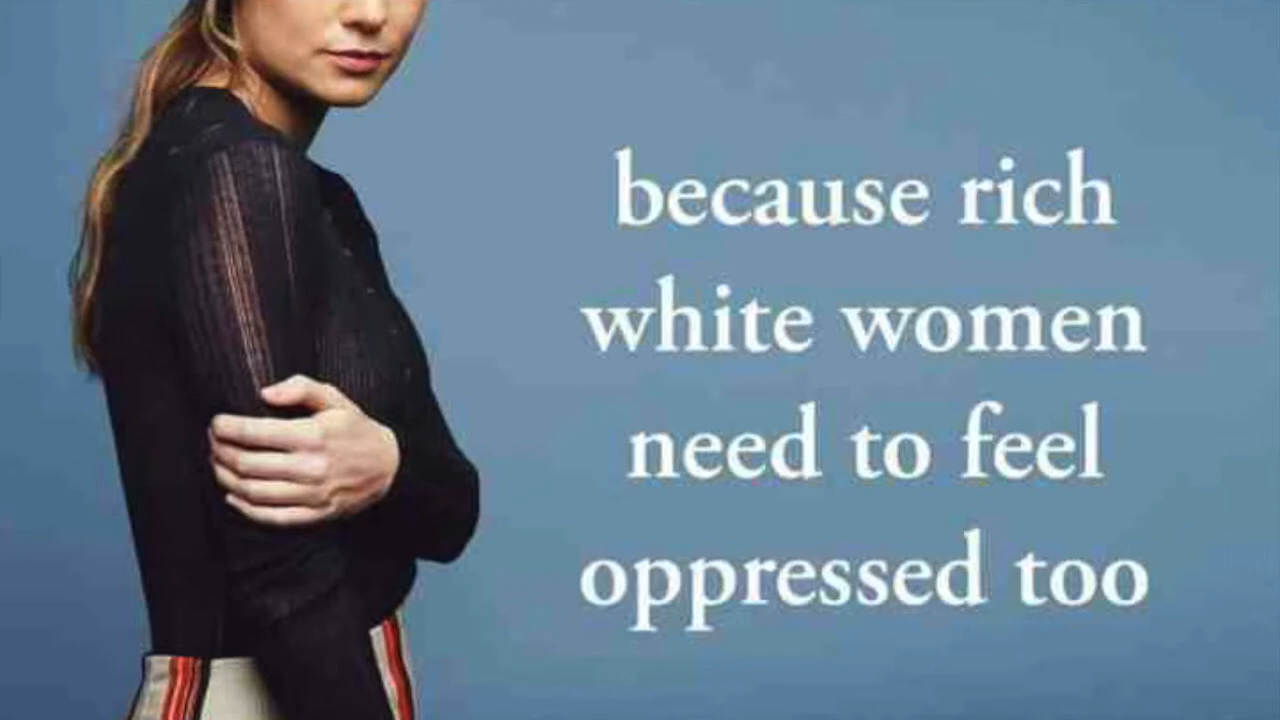 because rich
white women
need to feel
oppressed too